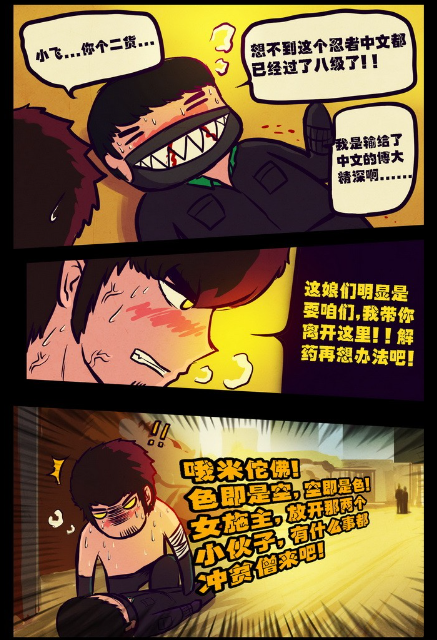 小飞...你个二货...
想不到这个忍者中文都
已经过了八级了!!
我是输给了
中文的博大
精深啊......
这娘们明显是
耍咱们,我带你
离开这里!!解
药再想办法吧!
!!
哦米佗佛!
色即是空,空即是色!
女施主,放开那两个
小伙子,有什么事都
冲贫僧来吧!